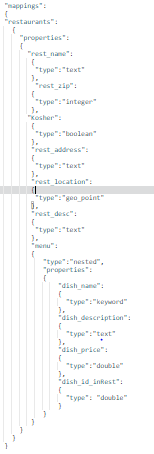 "mappings":
{
"restaurants":
{
"properties":
{
"rest_name":
{
"type":"text"
},
"rest_zip":
{
"type":"integer"
},
"Kosher":
{
"type":"boolean"
},
"rest_address":
{
"type":"text"
},
"rest_location":
{
"type":"geo_point"
},
"rest_desc":
{
"type":"text"
},
"menu":
{
"type":"nested",
"properties":
{
"dish_name":
{
"type":"keyword"
},
"dish_description":
{
"type":"text"
},
"dish_price":
{
"type":"double"
},
"dish_id_inRest":
{
"type": "double"
}
}
}
}
}
}